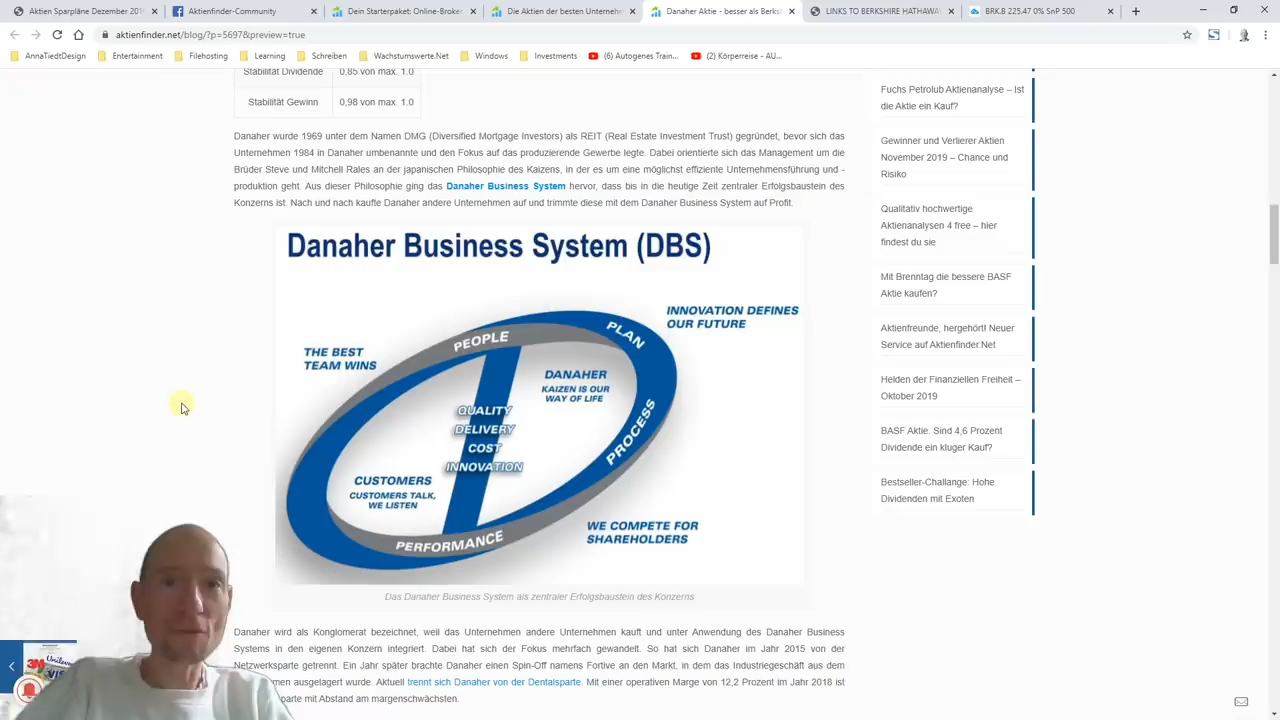 Aktien Sparpläne Dezember 201
Aktienfinder-Community
Dein Starterpaket: Online-Broker
Die Aktien der besten Unternehm
Danaher Aktie - besser als Berks
LINKS TO BERKSHIRE HATHAWA
BRK.B 225,47 0% SnP 500
aktienfinder.net/blog/?p=5697&preview=true
AnnaTiedtDesign
Entertainment
Filehosting
Learning
Schreiben
Wachstumswerte.Net
Windows
Investments
(6) Autogenes Train...
(2) Körperreise - AU...
Stabilität Dividende 0,85 von max. 1.0
Stabilität Gewinn 0,98 von max. 1.0
Danaher wurde 1969 unter dem Namen DMG (Diversified Mortgage Investors) als REIT (Real Estate Investment Trust) gegründet, bevor sich das
Unternehmen 1984 in Danaher umbenannte und den Fokus auf das produzierende Gewerbe legte. Dabei orientierte sich das Management um die
Brüder Steve und Mitchell Rales an der japanischen Philosophie des Kaizens, in der es um eine möglichst effiziente Unternehmensführung und -
produktion geht. Aus dieser Philosophie ging das Danaher Business System hervor, dass bis in die heutige Zeit zentraler Erfolgsbaustein des
Konzerns ist. Nach und nach kaufte Danaher andere Unternehmen auf und trimmte diese mit dem Danaher Business System auf Profit.
Danaher Business System (DBS)
INNOVATION DEFINES
OUR FUTURE
THE BEST
TEAM WINS
PEOPLE
PLAN
DANAHER
KAIZEN IS OUR
WAY OF LIFE
QUALITY
DELIVERY
COST
INNOVATION
PROCESS
CUSTOMERS
CUSTOMERS TALK,
WE LISTEN
PERFORMANCE
WE COMPETE FOR
SHAREHOLDERS
Das Danaher Business System als zentraler Erfolgsbaustein des Konzerns
Danaher wird als Konglomerat bezeichnet, weil das Unternehmen andere Unternehmen kauft und unter Anwendung des Danaher Business
Systems in den eigenen Konzern integriert. Dabei hat sich der Fokus mehrfach gewandelt. So hat sich Danaher im Jahr 2015 von der
Netzwerksparte getrennt. Ein Jahr später brachte Danaher einen Spin-Off namens Fortive an den Markt, in dem das Industriegeschäft aus dem
men ausgelagert wurde. Aktuell trennt sich Danaher von der Dentalsparte. Mit einer operativen Marge von 12,2 Prozent im Jahr 2018 ist
parte mit Abstand am margenschwächsten.
Fuchs Petrolub Aktienanalyse – Ist
die Aktie ein Kauf?
Gewinner und Verlierer Aktien
November 2019 – Chance und
Risiko
Qualitativ hochwertige
Aktienanalysen 4 free – hier
findest du sie
Mit Brenntag die bessere BASF
Aktie kaufen?
Aktienfreunde, hergehört! Neuer
Service auf Aktienfinder.Net
Helden der Finanziellen Freiheit –
Oktober 2019
BASF Aktie. Sind 4,6 Prozent
Dividende ein kluger Kauf?
Bestseller-Challange: Hohe
Dividenden mit Exoten
3M
Unilever